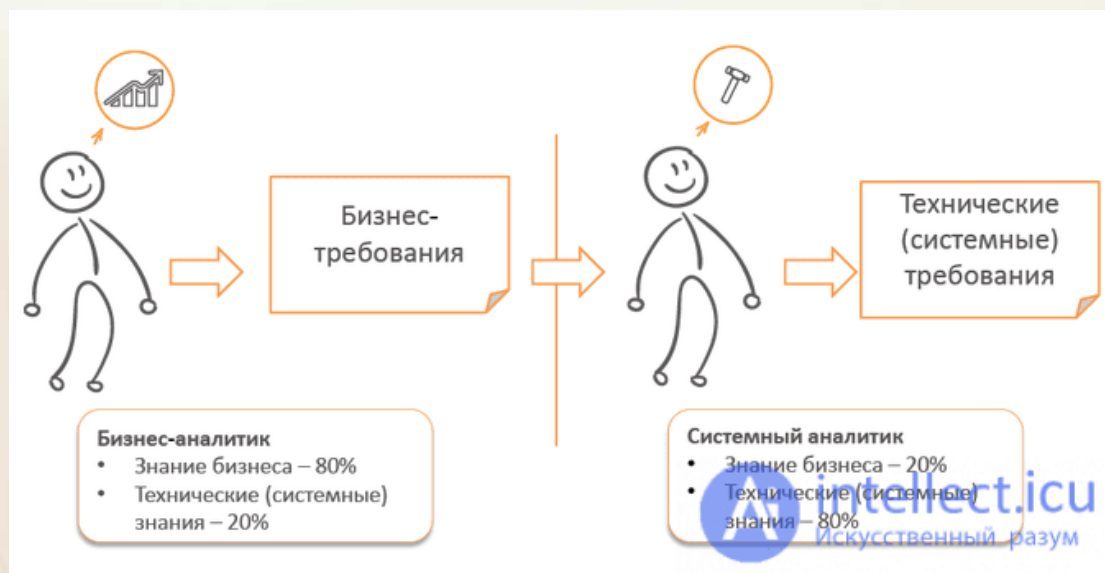 Бизнес-
требования
Технические
(системные)
требования
Бизнес-аналитик
• Знание бизнеса – 80%
• Технические (системные)
знания – 20%
Системный аналитик
• Знание бизнеса – 20%
• Технические (системные)
знания – 80%
Ai
intellect.icu
Искусственный разум